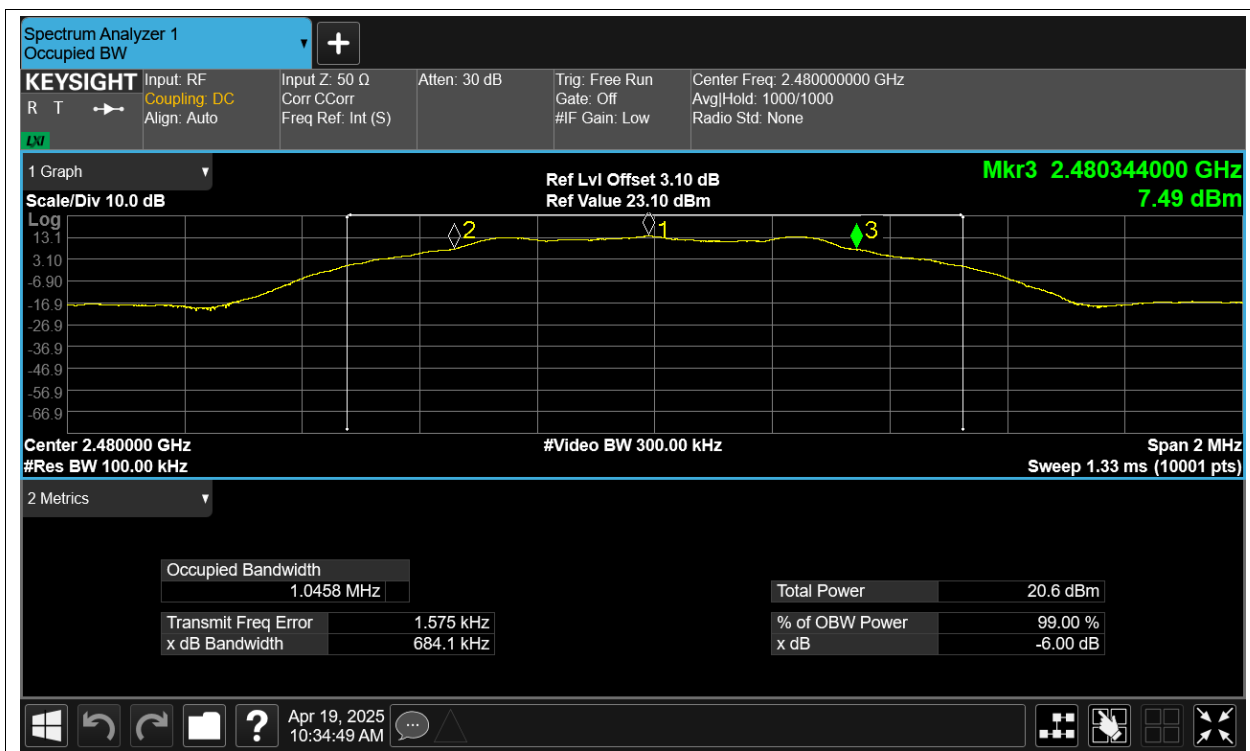 Spectrum Analyzer 1
Occupied BW
KEYSIGHT
R T
LXI
Input: RF
Coupling: DC
Align: Auto
Input Z: 50 Ω
Corr CCorr
Freq Ref: Int (S)
Atten: 30 dB
Trig: Free Run
Gate: Off
#IF Gain: Low
Center Freq: 2.480000000 GHz
Avg|Hold: 1000/1000
Radio Std: None
1 Graph
Scale/Div 10.0 dB
Ref Lvl Offset 3.10 dB
Ref Value 23.10 dBm
Mkr3 2.480344000 GHz
7.49 dBm
Log
13.1
3.10
-6.90
-16.9
-26.9
-36.9
-46.9
-56.9
-66.9
2
1
3
Center 2.480000 GHz
#Res BW 100.00 kHz
#Video BW 300.00 kHz
Span 2 MHz
Sweep 1.33 ms (10001 pts)
2 Metrics
Occupied Bandwidth
1.0458 MHz
Transmit Freq Error 1.575 kHz
x dB Bandwidth 684.1 kHz
Total Power 20.6 dBm
% of OBW Power 99.00 %
x dB -6.00 dB
?
Apr 19, 2025
10:34:49 AM